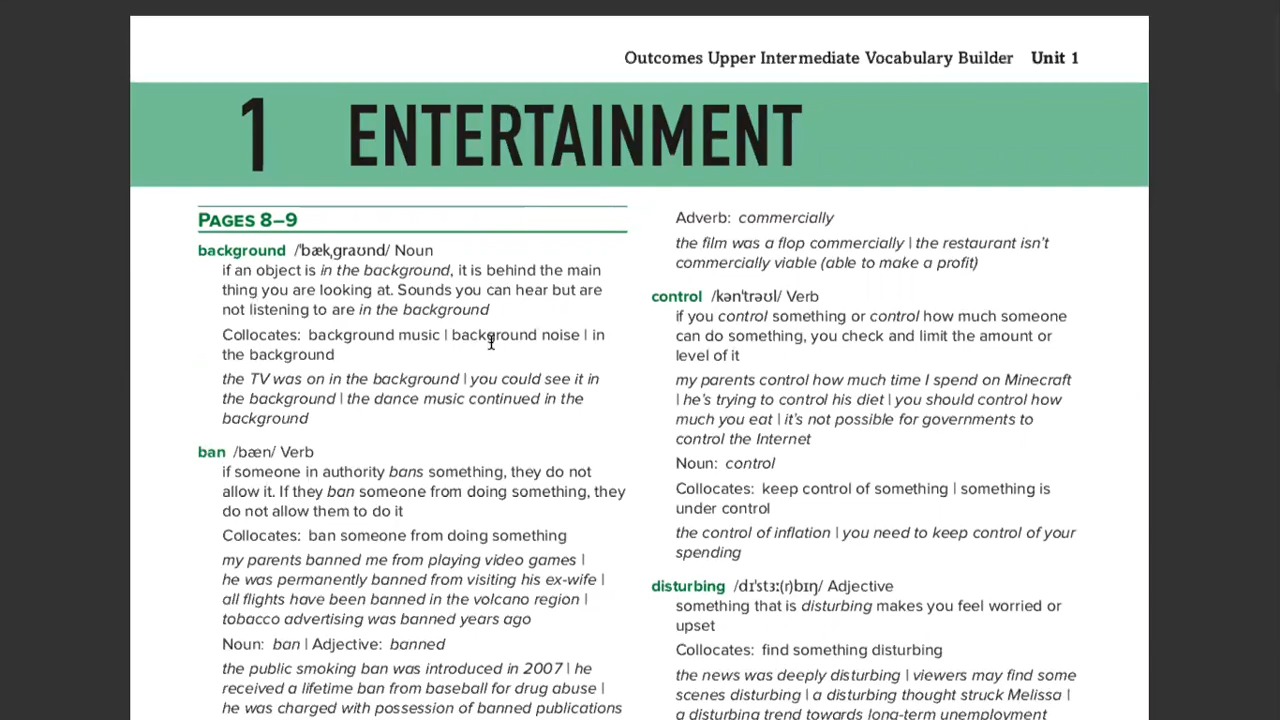 Outcomes Upper Intermediate Vocabulary Builder Unit 1
1 ENTERTAINMENT
PAGES 8–9
background /ˈbækˌɡraʊnd/ Noun
if an object is in the background, it is behind the main
thing you are looking at. Sounds you can hear but are
not listening to are in the background
Collocates: background music | background noise | in
the background
the TV was on in the background | you could see it in
the background | the dance music continued in the
background
ban /bæn/ Verb
if someone in authority bans something, they do not
allow it. If they ban someone from doing something, they
do not allow them to do it
Collocates: ban someone from doing something
my parents banned me from playing video games |
he was permanently banned from visiting his ex-wife |
all flights have been banned in the volcano region |
tobacco advertising was banned years ago
Noun: ban | Adjective: banned
the public smoking ban was introduced in 2007 | he
received a lifetime ban from baseball for drug abuse |
he was charged with possession of banned publications
Adverb: commercially
the film was a flop commercially | the restaurant isn't
commercially viable (able to make a profit)
control /kənˈtrəʊl/ Verb
if you control something or control how much someone
can do something, you check and limit the amount or
level of it
my parents control how much time I spend on Minecraft
| he's trying to control his diet | you should control how
much you eat | it's not possible for governments to
control the Internet
Noun: control
Collocates: keep control of something | something is
under control
the control of inflation | you need to keep control of your
spending
disturbing /dɪˈstɜː(r)bɪŋ/ Adjective
something that is disturbing makes you feel worried or
upset
Collocates: find something disturbing
the news was deeply disturbing | viewers may find some
scenes disturbing | a disturbing thought struck Melissa |
a disturbing trend towards long-term unemployment